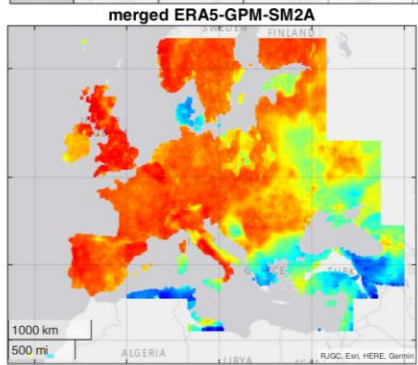 merged ERA5-GPM-SM2A
SWEDEN
FINLAND
GREECE
TURK
1000 km
500 mi
ALGERIA
LIBYA
RJGC, Esri, HERE, Garmin